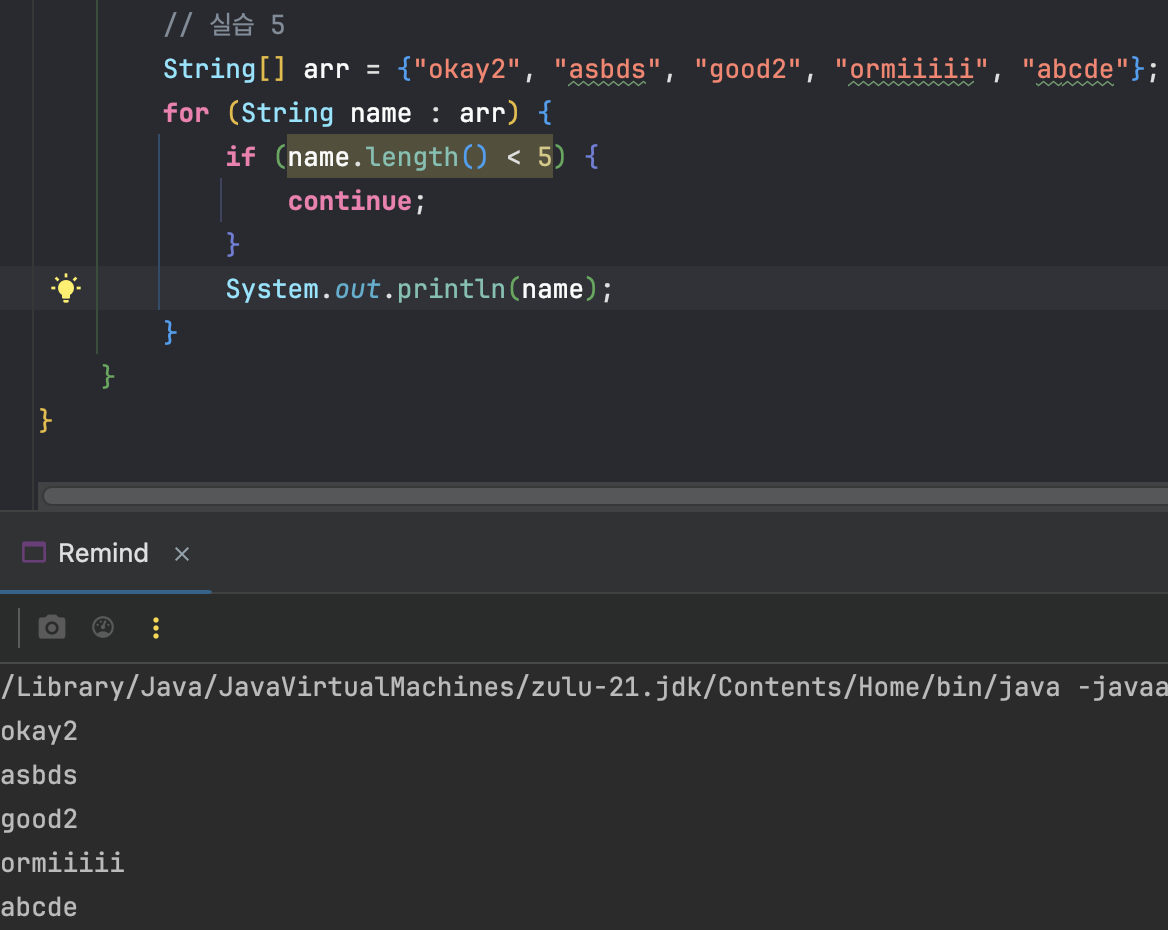 // 실습 5
String[] arr = {"okay2", "asbds", "good2", "ormiiiii", "abcde"};
for (String name : arr) {
if (name.length() < 5) {
continue;
}
System.out.println(name);
}
}
}
Remind ×
/Library/Java/JavaVirtualMachines/zulu-21.jdk/Contents/Home/bin/java -javaa
okay2
asbds
good2
ormiiiii
abcde